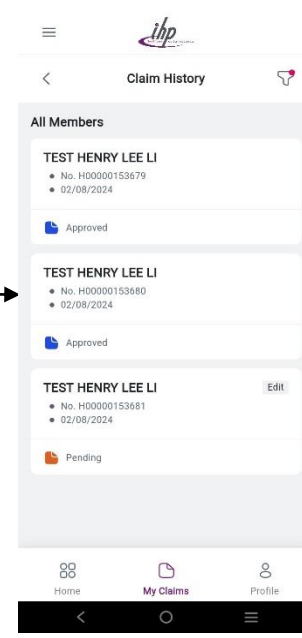 ihp
Claim History
All Members
TEST HENRY LEE LI
No. H00000153679
02/08/2024
Approved
TEST HENRY LEE LI
No. H00000153680
02/08/2024
Approved
TEST HENRY LEE LI Edit
No. H00000153681
02/08/2024
Pending
Home My Claims Profile